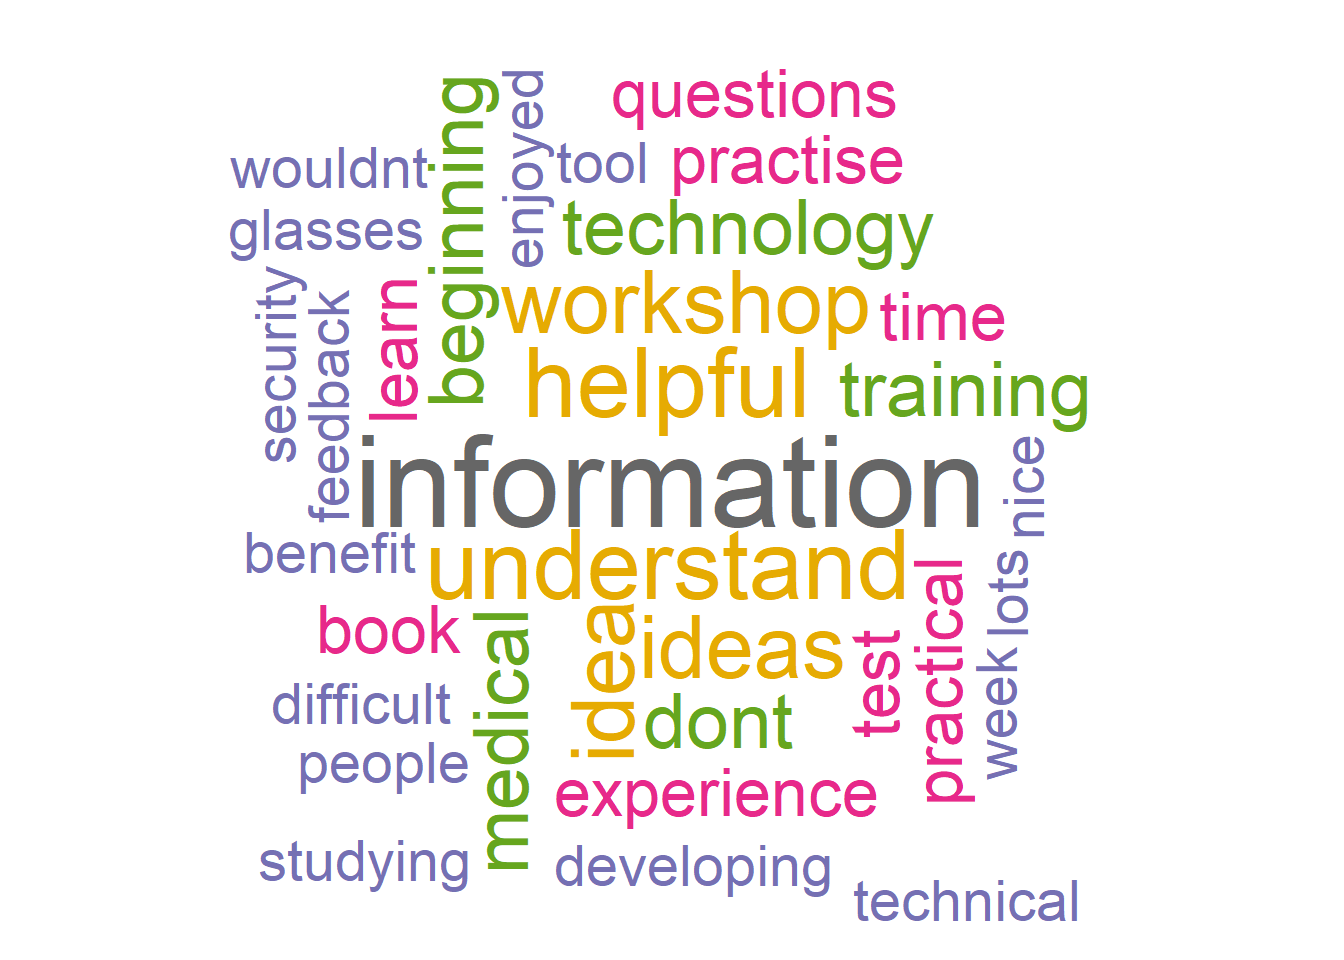 questions
enjoyed
beginning
wouldnt
tool
practise
glasses
technology
security
feedback
learn
workshop
time
helpful
training
information
nice
benefit
understand
lots
book
medical
idea
ideas
test
practical
week
difficult
dont
people
experience
studying
developing
technical